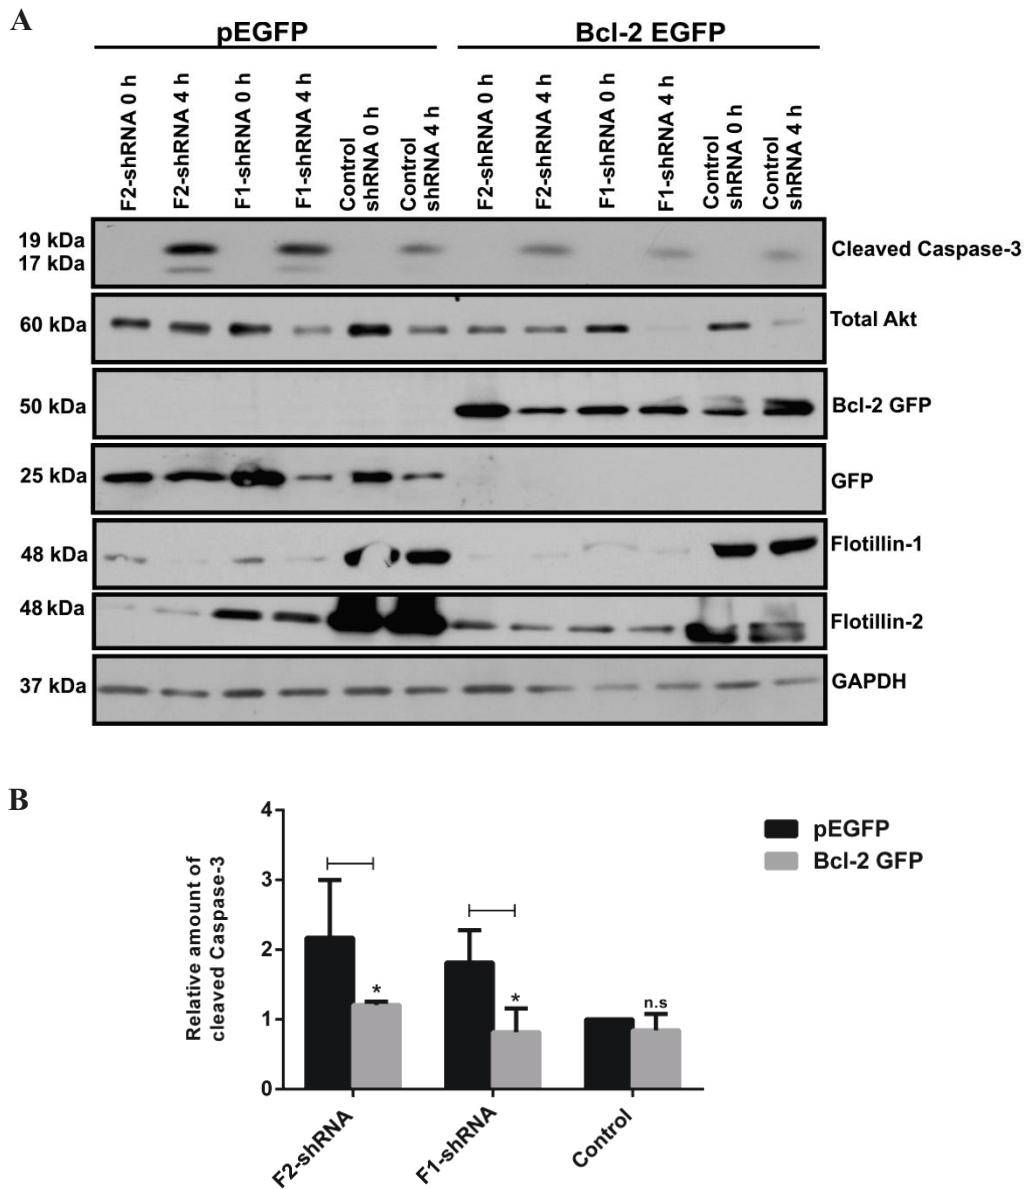 A
pEGFP
Bcl-2 EGFP
F2-shRNA 0 h
F2-shRNA 4 h
F1-shRNA 0 h
F1-shRNA 4 h
Control
shRNA 0 h
Control
shRNA 4 h
F2-shRNA 0 h
F2-shRNA 4 h
F1-shRNA 0 h
F1-shRNA 4 h
Control
shRNA 0 h
Control
shRNA 4 h
19 kDa
17 kDa
Cleaved Caspase-3
60 kDa
Total Akt
50 kDa
Bcl-2 GFP
25 kDa
GFP
48 kDa
Flotillin-1
48 kDa
Flotillin-2
37 kDa
GAPDH
B
Relative amount of
cleaved Caspase-3
4
3
2
1
0
*
*
n.s
F2-shRNA
F1-shRNA
Control
pEGFP
Bcl-2 GFP